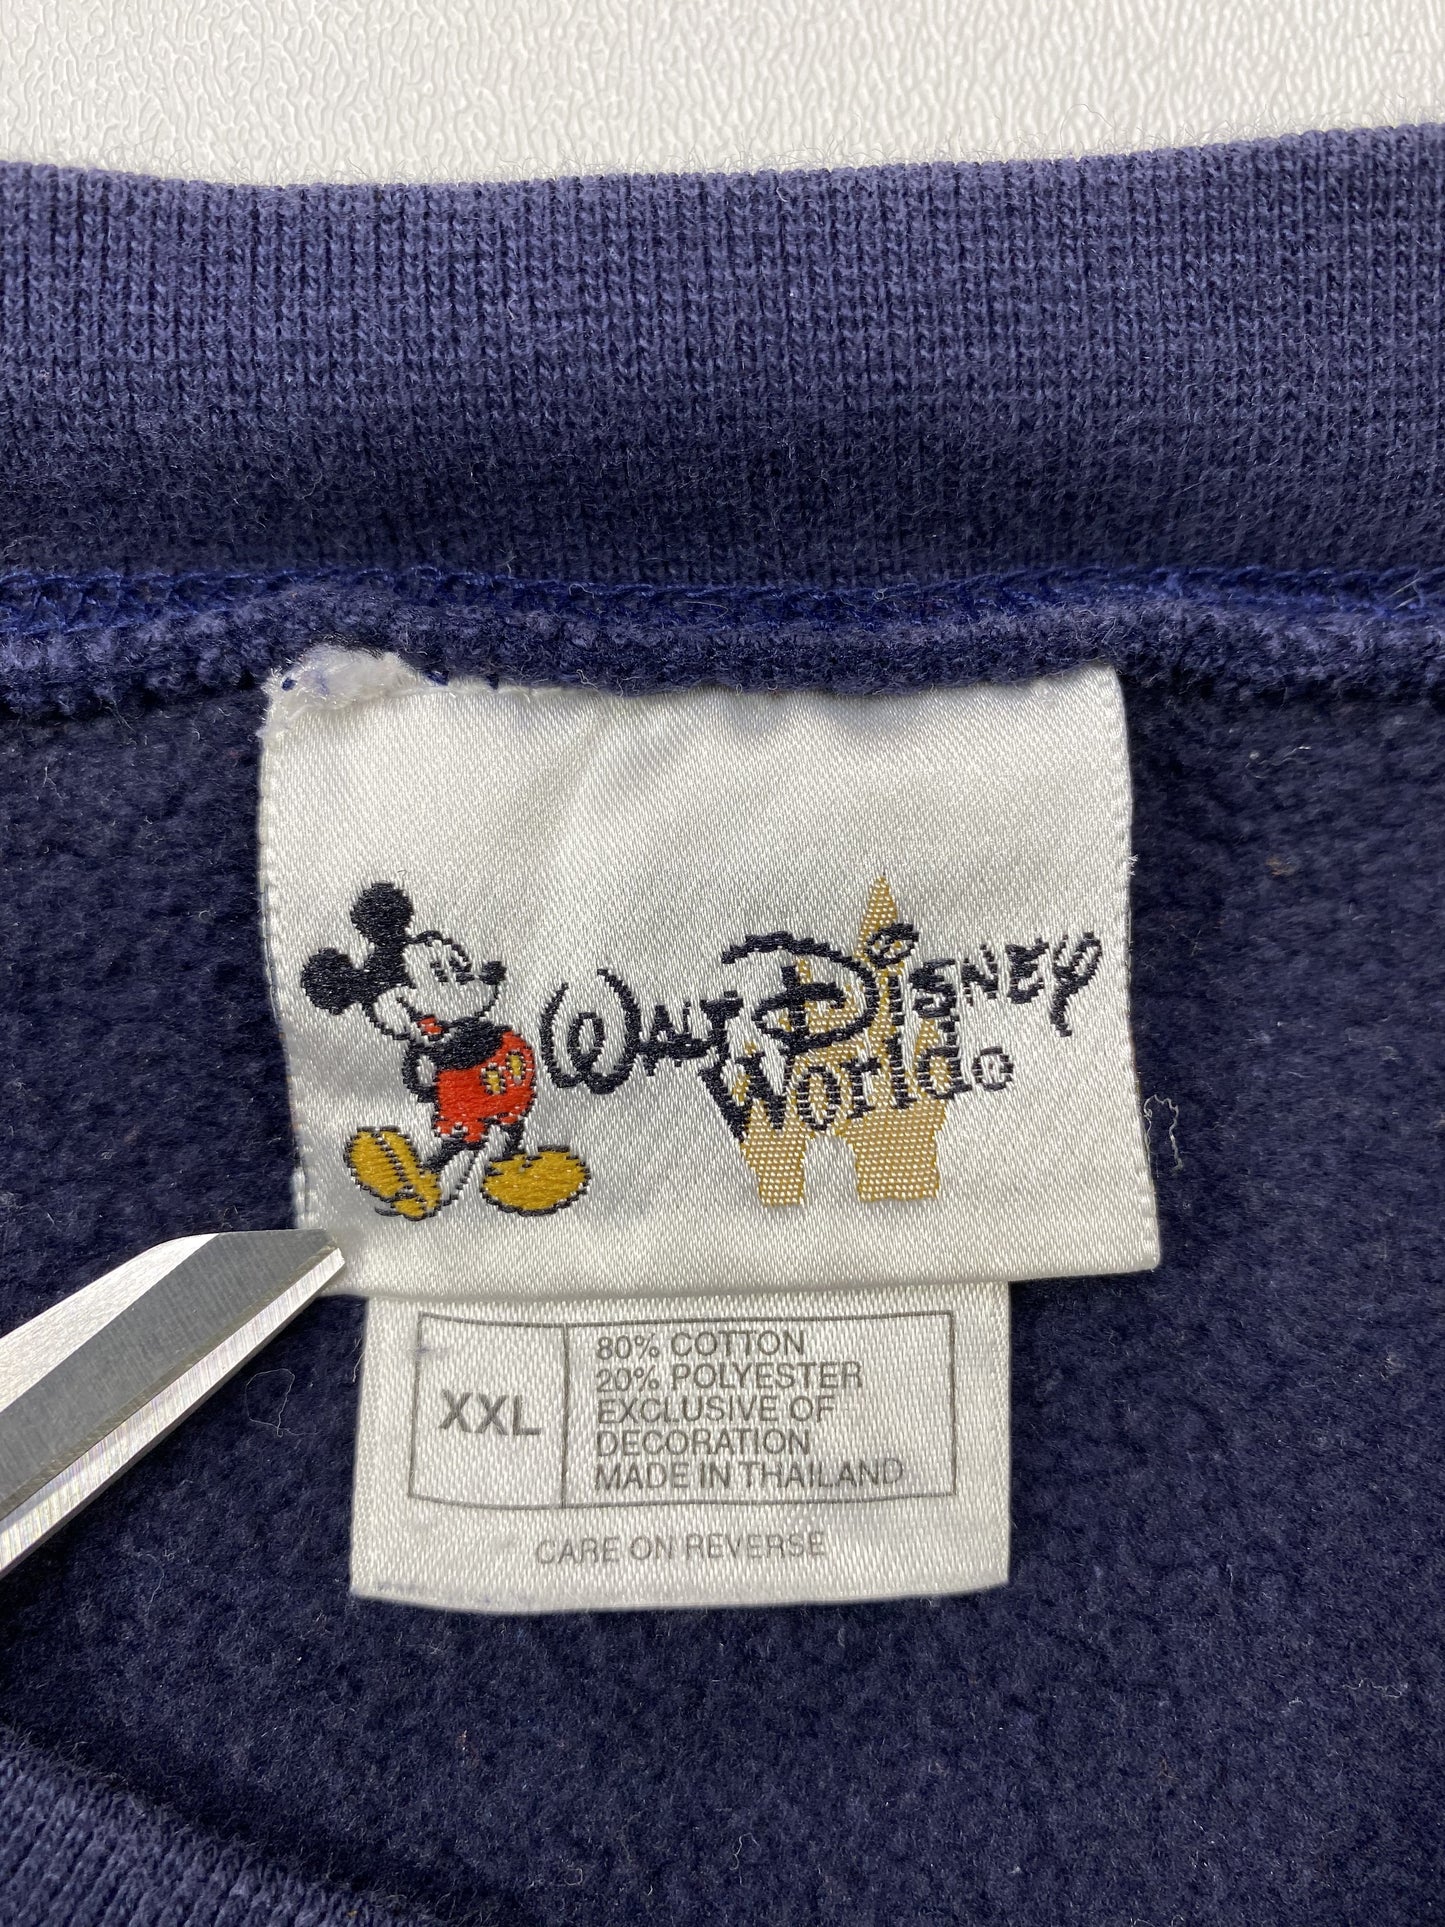 Walt Disney
World®
XXL
80% COTTON
20% POLYESTER
EXCLUSIVE OF
DECORATION
MADE IN THAILAND
CARE ON REVERSE